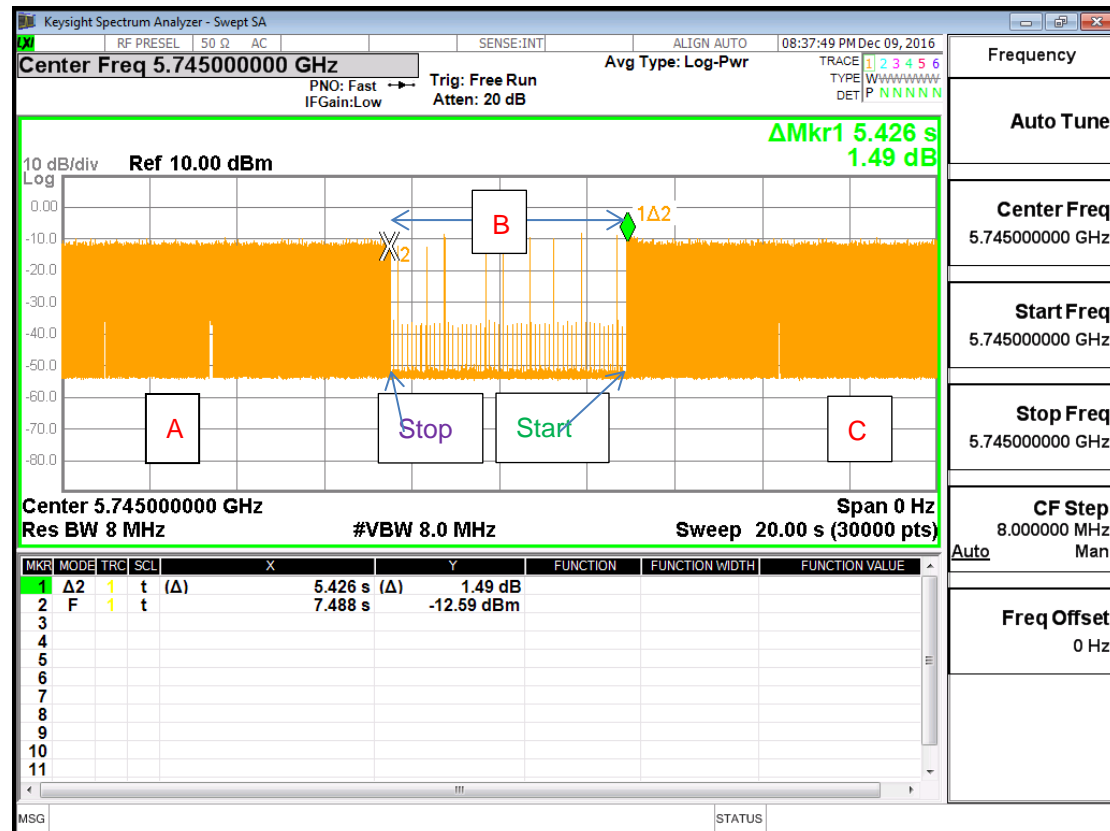 Keysight Spectrum Analyzer - Swept SA
LXI
RF PRESEL 50 Ω AC SENSE:INT ALIGN AUTO 08:37:49 PM Dec 09, 2016
Center Freq 5.745000000 GHz
PNO: Fast
IFGain:Low
Trig: Free Run
Atten: 20 dB
Avg Type: Log-Pwr
TRACE 1 2 3 4 5 6
TYPE WWWWWW
DET P N N N N N
ΔMkr1 5.426 s
1.49 dB
10 dB/div Ref 10.00 dBm
Log
0.00
-10.0
-20.0
-30.0
-40.0
-50.0
-60.0
-70.0
-80.0
B
1Δ2
2
A
Stop
Start
C
Center 5.745000000 GHz Span 0 Hz
Res BW 8 MHz #VBW 8.0 MHz Sweep 20.00 s (30000 pts)
MKR MODE TRC SCL X Y FUNCTION FUNCTION WIDTH FUNCTION VALUE
1 Δ2 1 t (Δ) 5.426 s (Δ) 1.49 dB
2 F 1 t 7.488 s -12.59 dBm
3
4
5
6
7
8
9
10
11
MSG STATUS
Frequency
Auto Tune
Center Freq
5.745000000 GHz
Start Freq
5.745000000 GHz
Stop Freq
5.745000000 GHz
CF Step
8.000000 MHz
Auto Man
Freq Offset
0 Hz